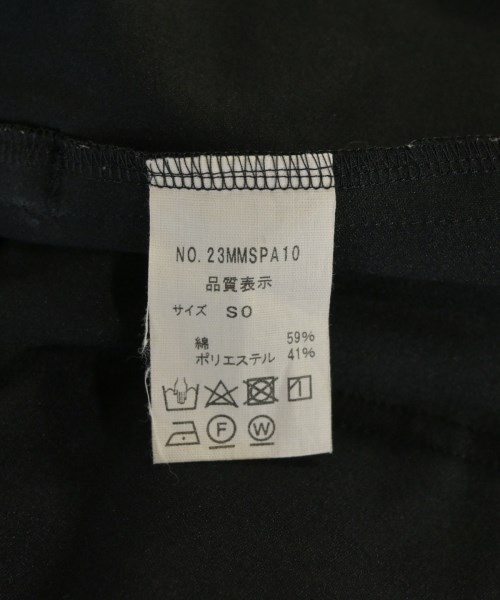 NO. 23MMSPA10
品質表示
サイズ SO
綿 59%
ポリエステル 41%
F W